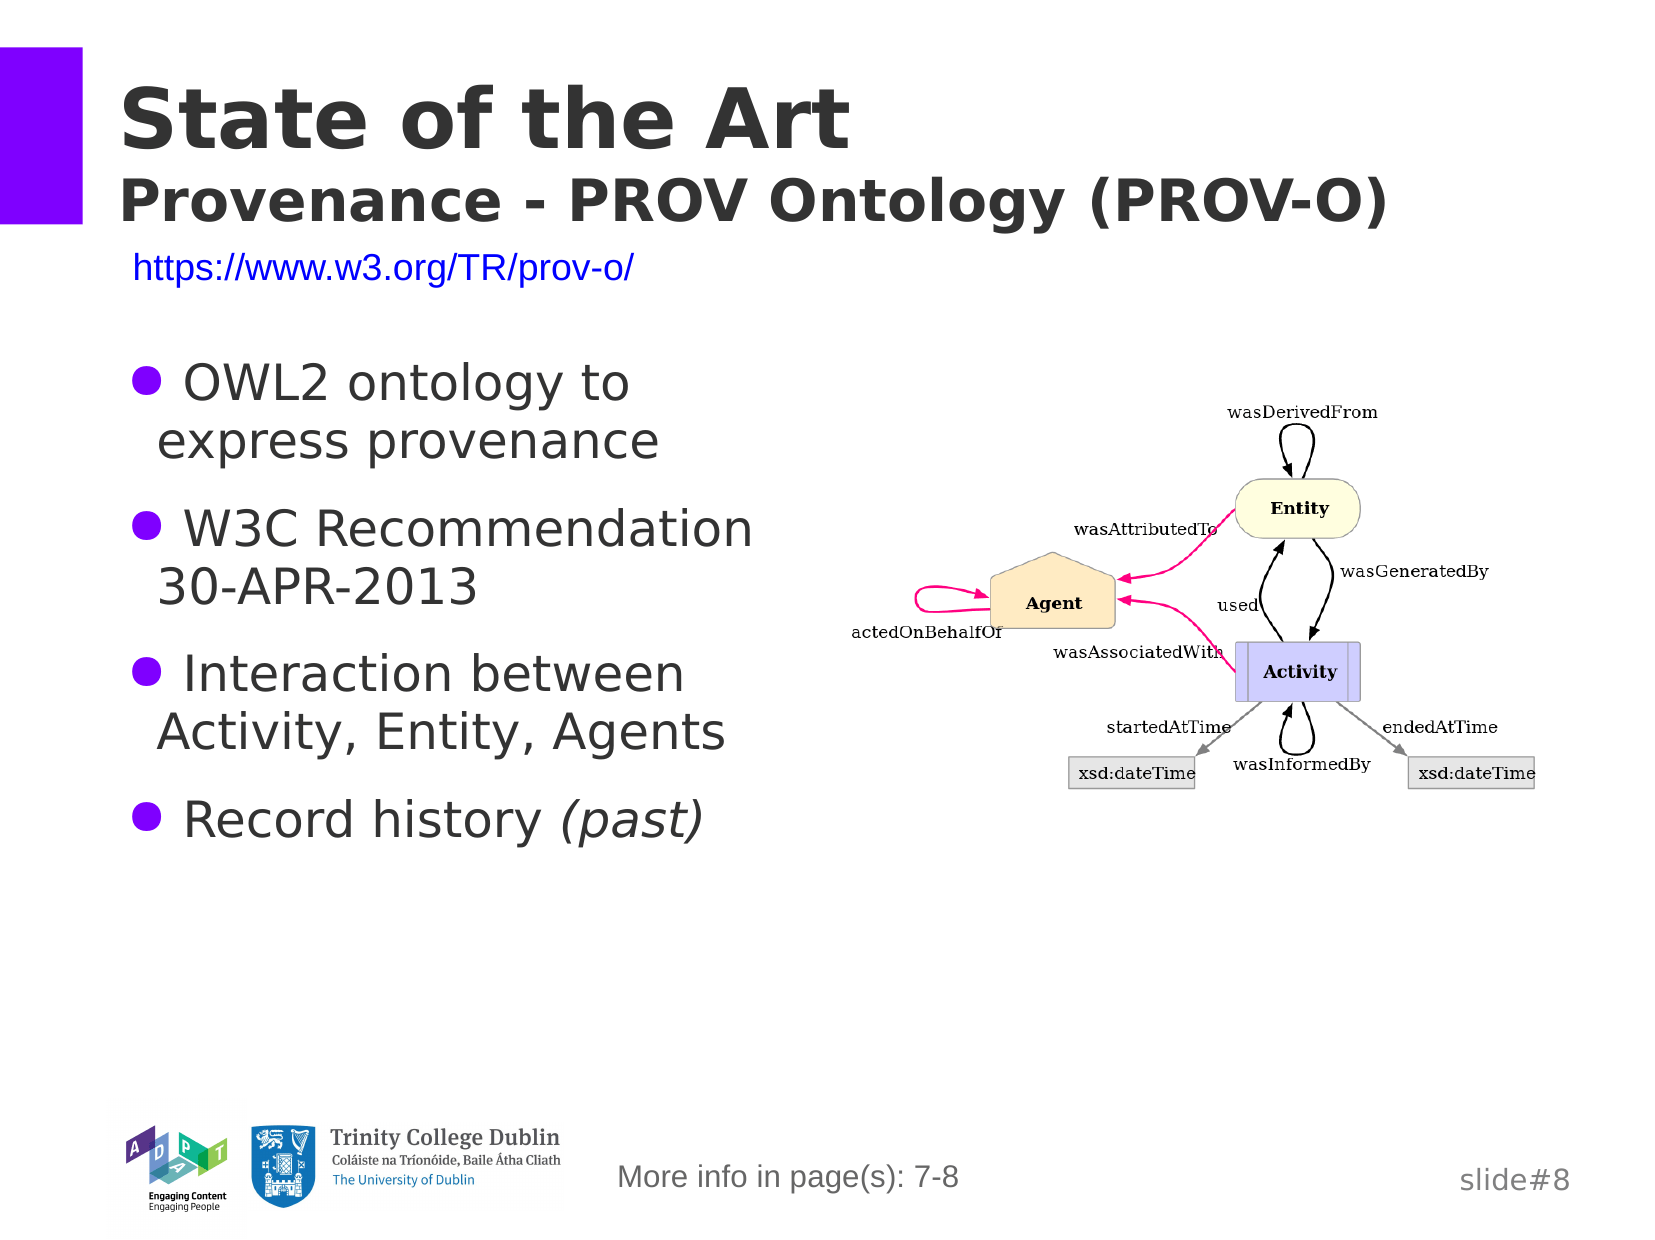 State of the Art
Provenance - PROV Ontology (PROV-O)
https://www.w3.org/TR/prov-o/
OWL2 ontology to
express provenance
W3C Recommendation
30-APR-2013
Interaction between
Activity, Entity, Agents
Record history (past)
wasDerivedFrom
Entity
wasAttributedTo
wasGeneratedBy
Agent
used
actedOnBehalfOf
wasAssociatedWith
Activity
startedAtTime
endedAtTime
wasInformedBy
xsd:dateTime
xsd:dateTime
ADAPT
Engaging Content
Engaging People
Trinity College Dublin
Coláiste na Tríonóide, Baile Átha Cliath
The University of Dublin
More info in page(s): 7-8
slide#8